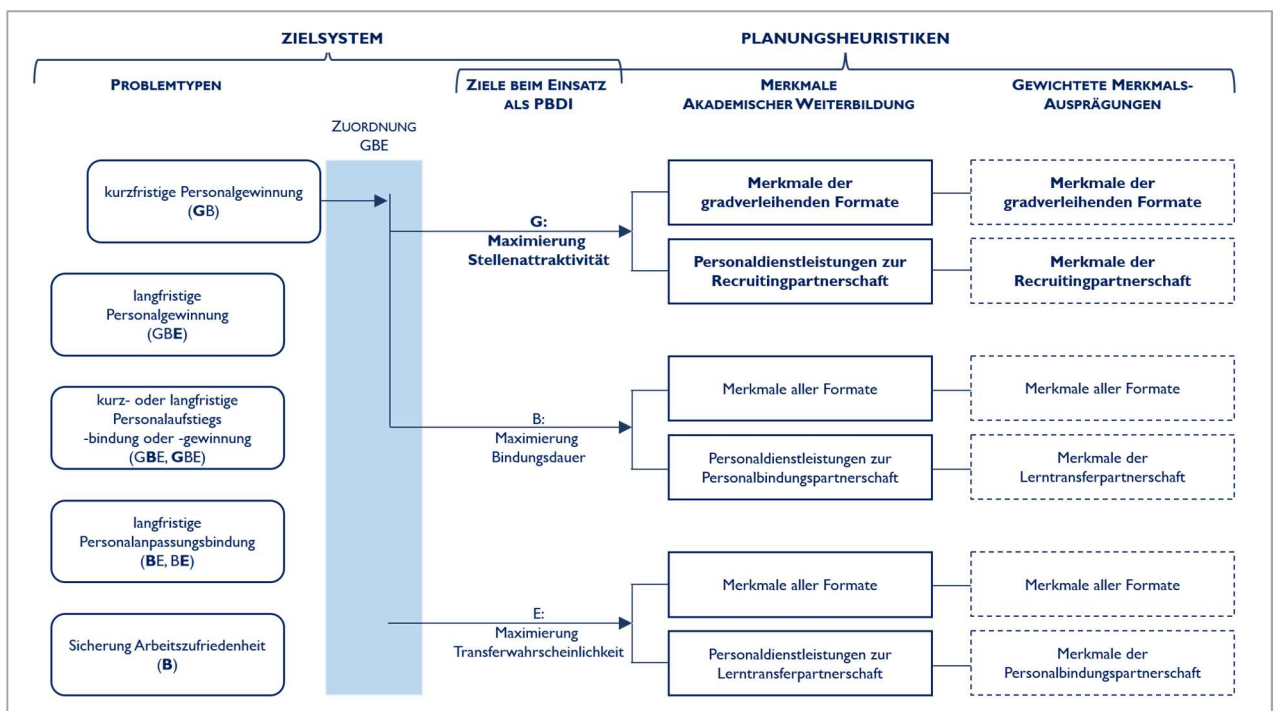 ZIELSYSTEM
PLANUNGSHEURISTIKEN
PROBLEMTYPEN
ZIELE BEIM EINSATZ
ALS PBDI
MERKMALE
AKADEMISCHER WEITERBILDUNG
GEWICHTETE MERKMALS-
AUSPRÄGUNGEN
ZUORDNUNG
GBE
kurzfristige Personalgewinnung
(GB)
langfristige
Personalgewinnung
(GBE)
kurz- oder langfristige
Personalaufstiegs
-bindung oder -gewinnung
(GBE, GBE)
langfristige
Personalanpassungsbindung
(BE, BE)
Sicherung Arbeitszufriedenheit
(B)
G:
Maximierung
Stellenattraktivität
Merkmale der
gradverleihenden Formate
Merkmale der
gradverleihenden Formate
Personaldienstleistungen zur
Recruitingpartnerschaft
Merkmale der
Recruitingpartnerschaft
B:
Maximierung
Bindungsdauer
Merkmale aller Formate
Merkmale aller Formate
Personaldienstleistungen zur
Personalbindungspartnerschaft
Merkmale der
Lerntransferpartnerschaft
E:
Maximierung
Transferwahrscheinlichkeit
Merkmale aller Formate
Merkmale aller Formate
Personaldienstleistungen zur
Lerntransferpartnerschaft
Merkmale der
Personalbindungspartnerschaft